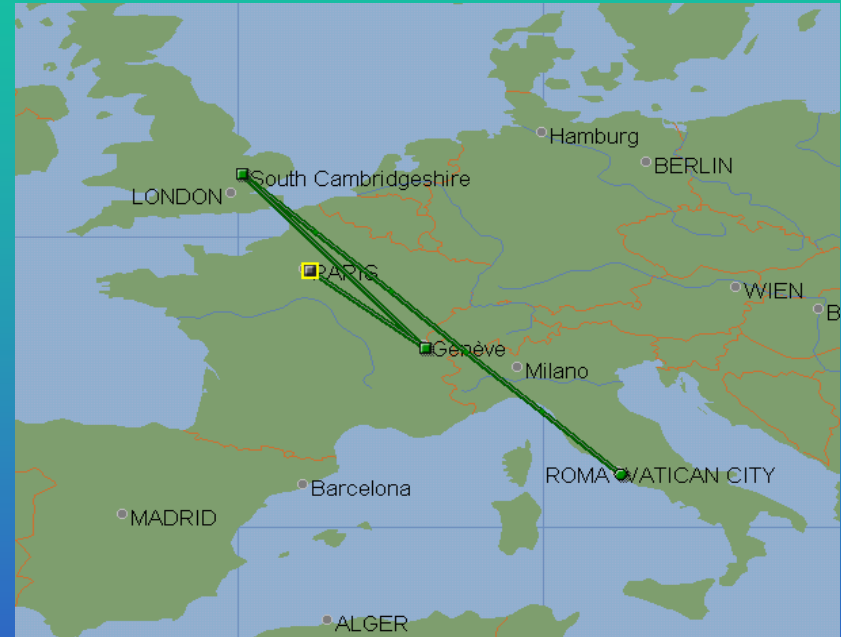 Hamburg
BERLIN
South Cambridgeshire
LONDON
PARIS
WIEN
B
Genève
Milano
ROMA VATICAN CITY
Barcelona
MADRID
ALGER